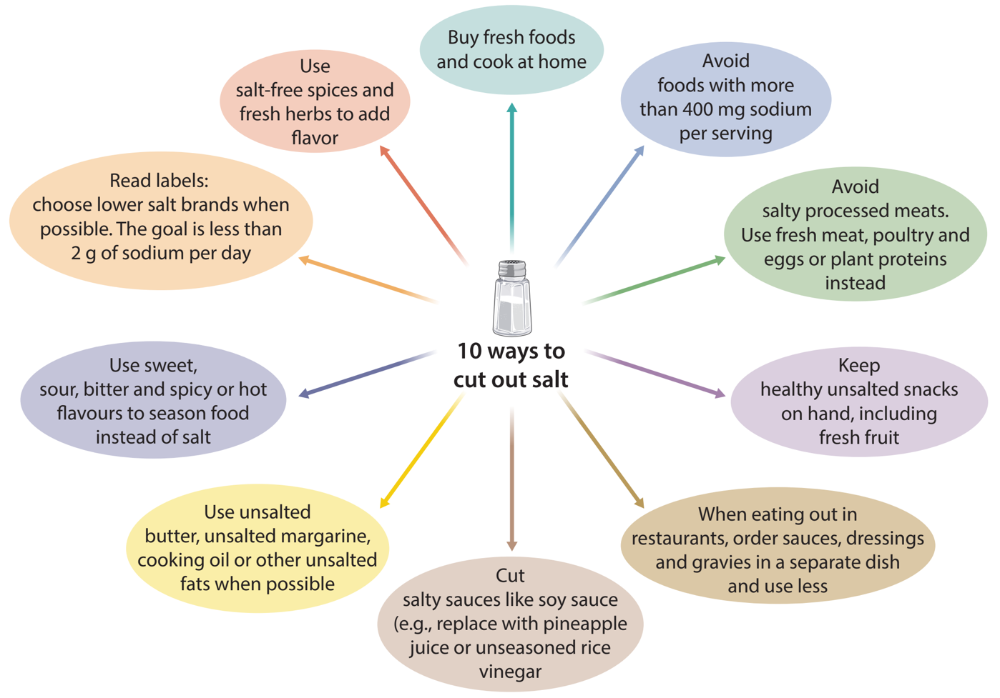 10 ways to
cut out salt
Buy fresh foods
and cook at home
Avoid
foods with more
than 400 mg sodium
per serving
Avoid
salty processed meats.
Use fresh meat, poultry and
eggs or plant proteins
instead
Keep
healthy unsalted snacks
on hand, including
fresh fruit
When eating out in
restaurants, order sauces, dressings
and gravies in a separate dish
and use less
Cut
salty sauces like soy sauce
(e.g., replace with pineapple
juice or unseasoned rice
vinegar
Use unsalted
butter, unsalted margarine,
cooking oil or other unsalted
fats when possible
Use sweet,
sour, bitter and spicy or hot
flavours to season food
instead of salt
Read labels:
choose lower salt brands when
possible. The goal is less than
2 g of sodium per day
Use
salt-free spices and
fresh herbs to add
flavor